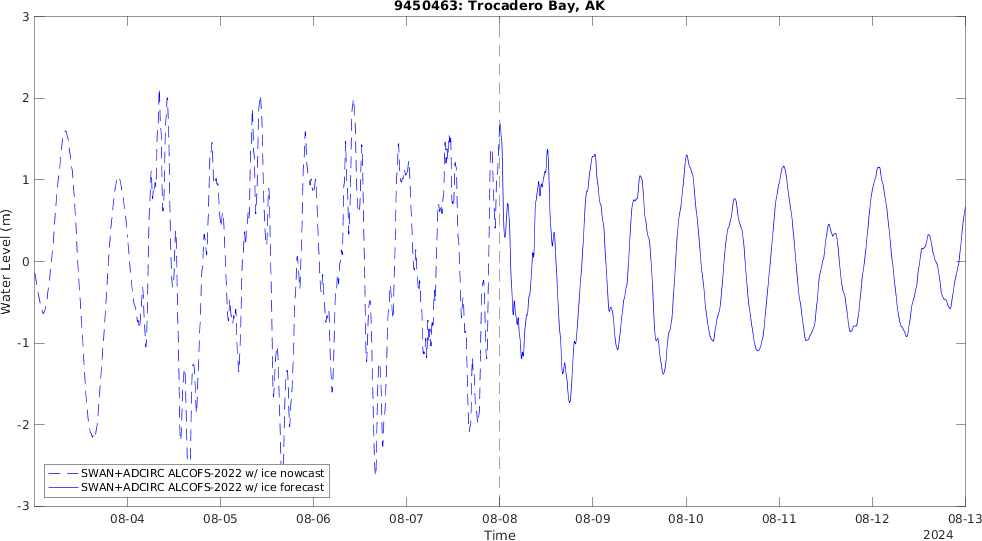 9450463: Trocadero Bay, AK
3
2
1
0
-1
-2
-3
Water Level (m)
SWAN+ADCIRC ALCOFS-2022 w/ ice nowcast
SWAN+ADCIRC ALCOFS-2022 w/ ice forecast
08-04 08-05 08-06 08-07 08-08 08-09 08-10 08-11 08-12 08-13
Time
2024